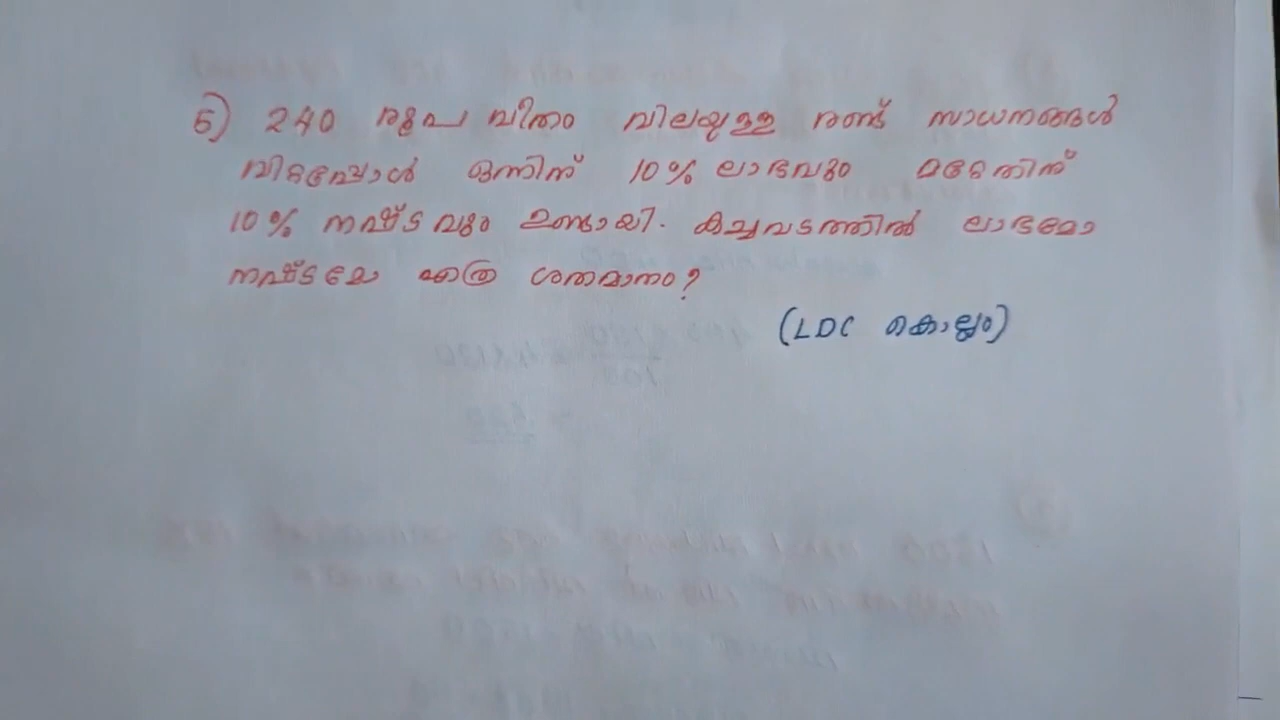 5) 240 രൂപ വീതം വിലയുള്ള രണ്ട് സാധനങ്ങൾ
വിറ്റപ്പോൾ ഒന്നിന് 10% ലാഭവും മറ്റേതിന്
10% നഷ്ടവും ഉണ്ടായി. കച്ചവടത്തിൽ ലാഭമോ
നഷ്ടമോ എത്ര ശതമാനം?
(LDC കൊല്ലം)